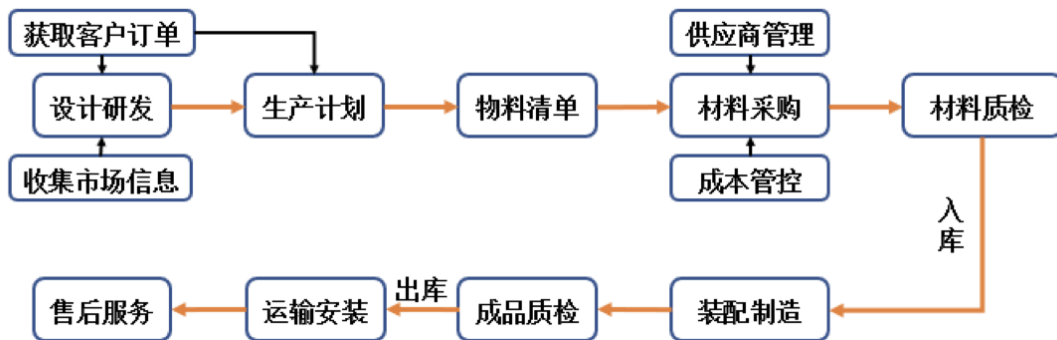 获取客户订单
供应商管理
设计研发
生产计划
物料清单
材料采购
材料质检
收集市场信息
成本管控
入库
售后服务
运输安装
出库
成品质检
装配制造